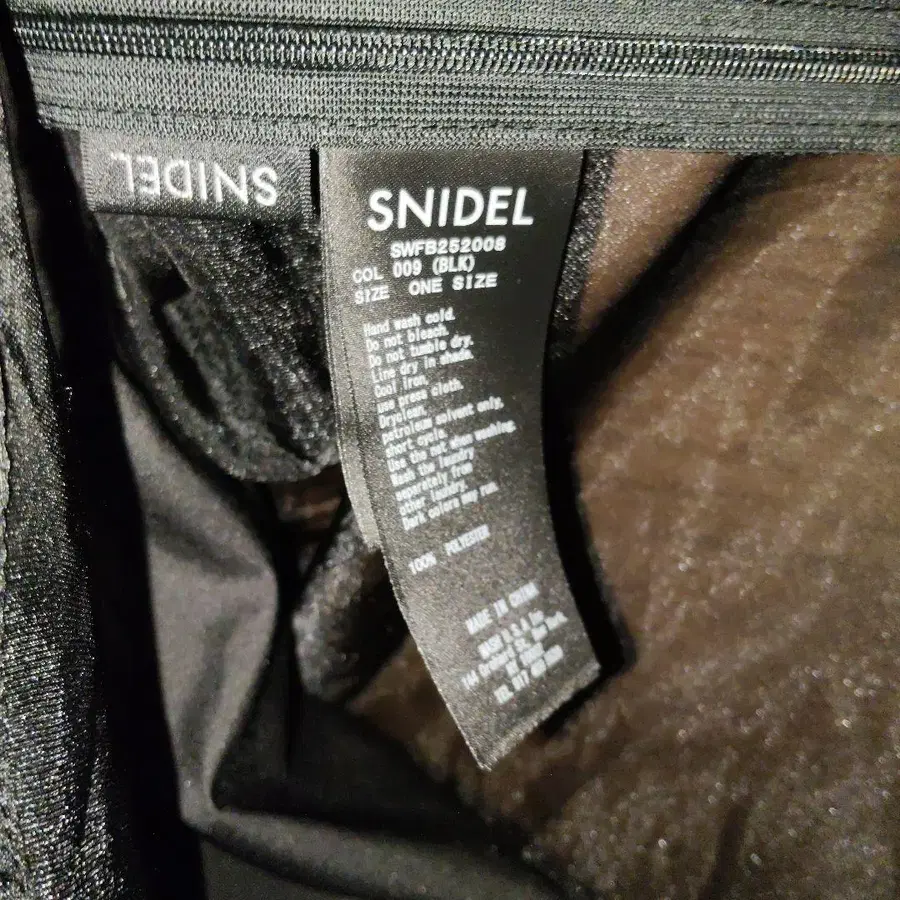 SNIDEL
SNIDEL
SWFB252008
COL 009 (BLK)
SIZE ONE SIZE
Hand wash cold.
Do not bleach.
Do not tumble dry.
Line dry in shade.
Cool iron,
use press cloth.
Dryclean,
petroleum solvent only,
short cycle.
Use the net when washing.
Wash the laundry
separately from
other laundry.
Dark colors may run.
100% POLYESTER
MADE IN CHINA
MASH U.S.A Inc